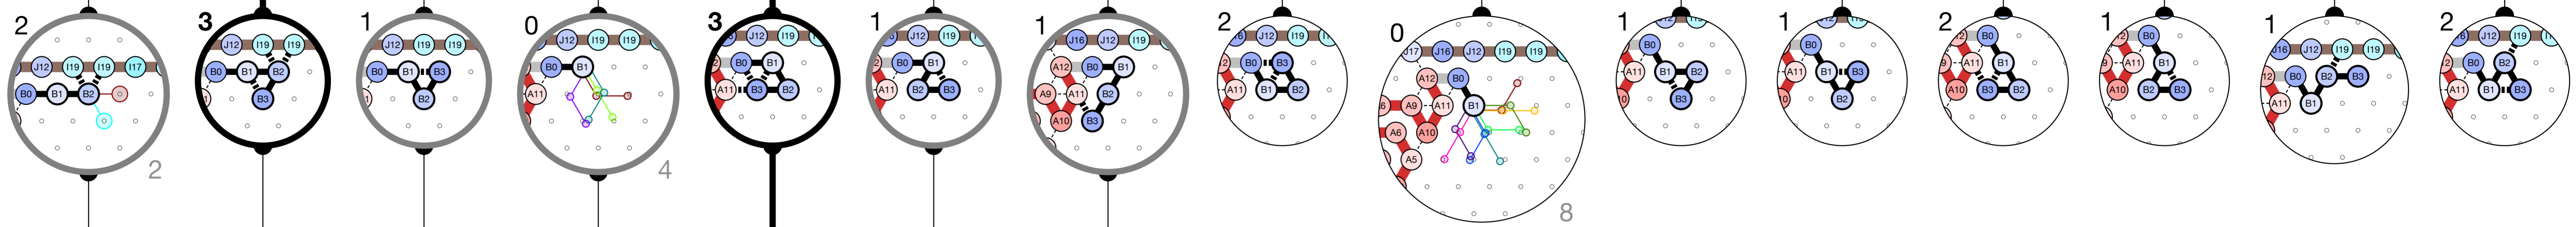 2 3 1 0 3 1 1 2 0 1 1 2 1 1 2
J12 I19 I19 I17 B0 B1 B2 2
J12 I19 I19 B0 B1 B2 B3
J12 I19 I19 B0 B1 B3 B2
J12 I19 I19 B0 B1 A11 4
J12 I19 B0 B1 A11 B3 B2
J12 I19 B0 B1 A11 B2 B3
J16 J12 I19 A12 B0 B1 A9 A11 B2 A10 B3
J12 I19 B0 B3 A11 B1 B2
J17 J16 J12 I19 I19 A12 B0 A9 A11 B1 A6 A10 A5 8
B0 A11 B1 B2 B3
B0 A11 B1 B3 B2
B0 A11 B1 A10 B3 B2
B0 A11 B1 A10 B2 B3
J12 I19 I19 B0 B2 B3 A11 B1
J12 I19 B0 B2 A11 B1 B3